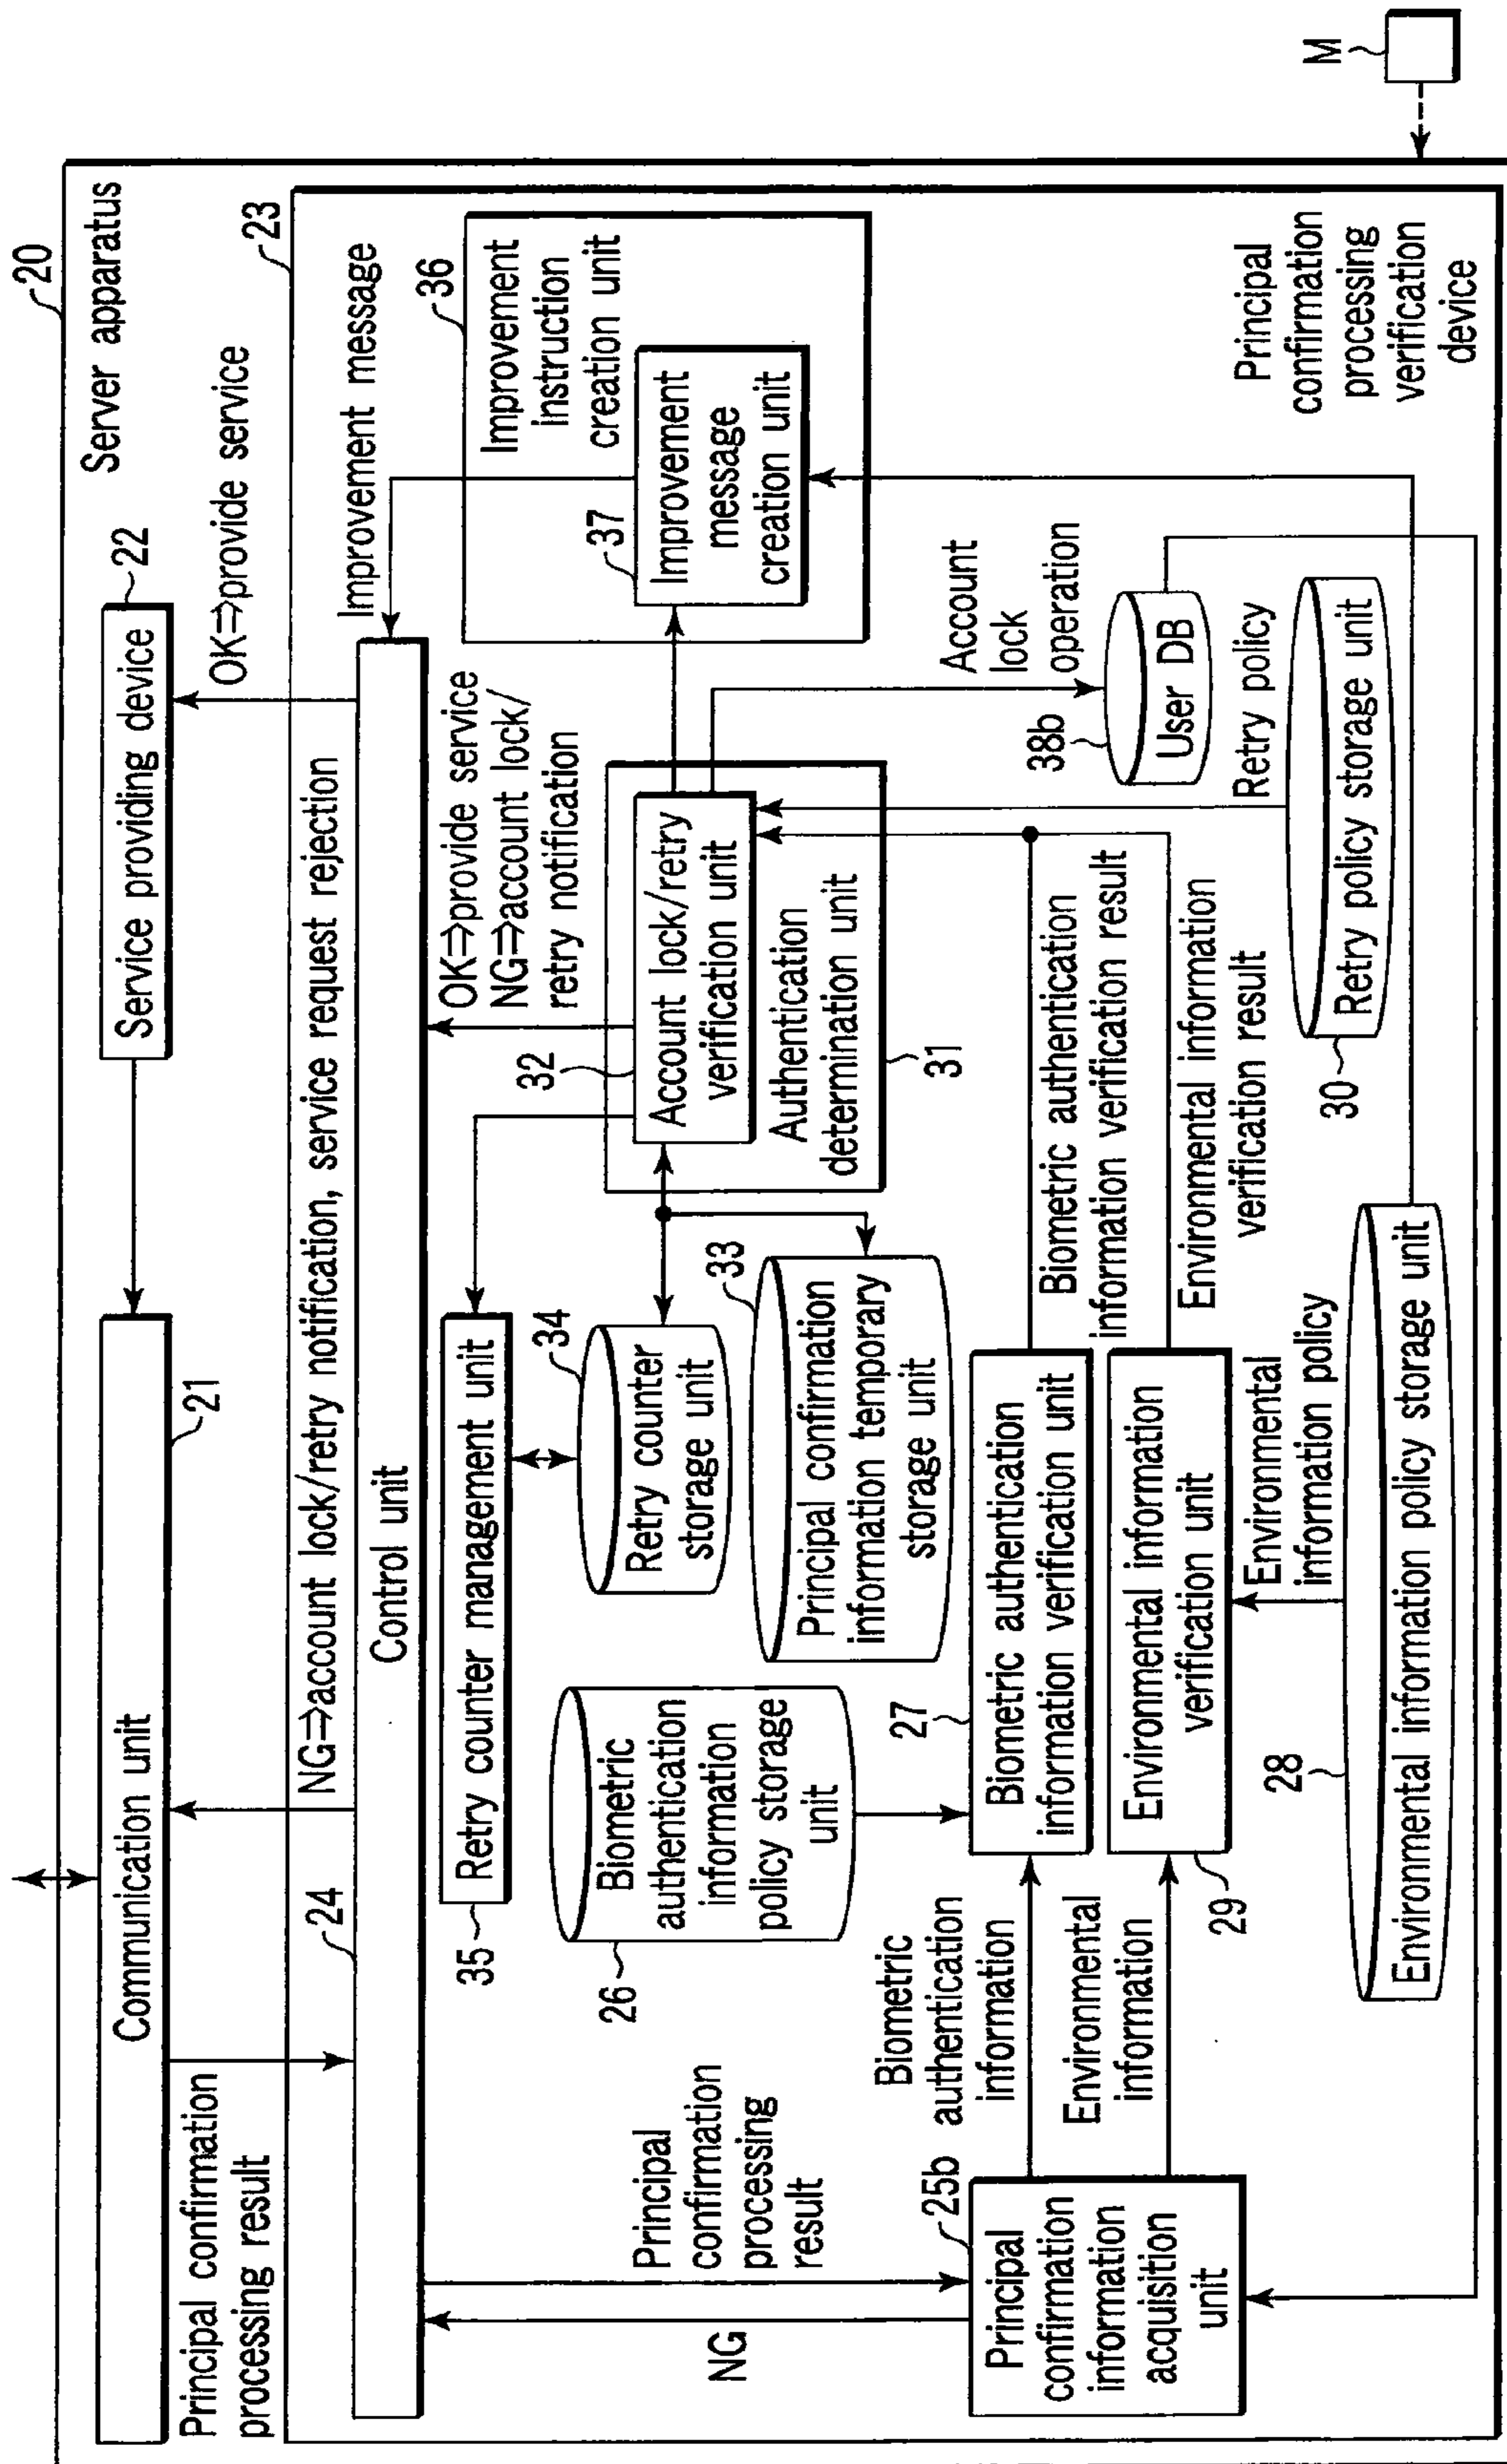 20
Server apparatus
Communication unit
21
Service providing device
22
Principal confirmation
processing result
NG⇒account lock/retry notification, service request rejection
OK⇒provide service
23
24
Control unit
Improvement message
35
Retry counter management unit
OK⇒provide service
NG⇒account lock/
retry notification
36
Improvement
instruction
creation unit
37
Improvement
message
creation unit
26
Biometric
authentication
information
policy storage
unit
34
Retry counter
storage unit
33
Principal confirmation
information temporary
storage unit
32
Account lock/retry
verification unit
Authentication
determination unit
31
Account
lock
operation
38b
User DB
NG
Principal
confirmation
processing
result
25b
Principal
confirmation
information
acquisition
unit
Biometric
authentication
information
Environmental
information
27
Biometric authentication
information verification unit
Environmental information
verification unit
29
Biometric authentication
information verification result
Environmental information
verification result
Environmental
information policy
28
Environmental information policy storage unit
Retry policy
Retry policy storage unit
30
Principal
confirmation
processing
verification
device
M